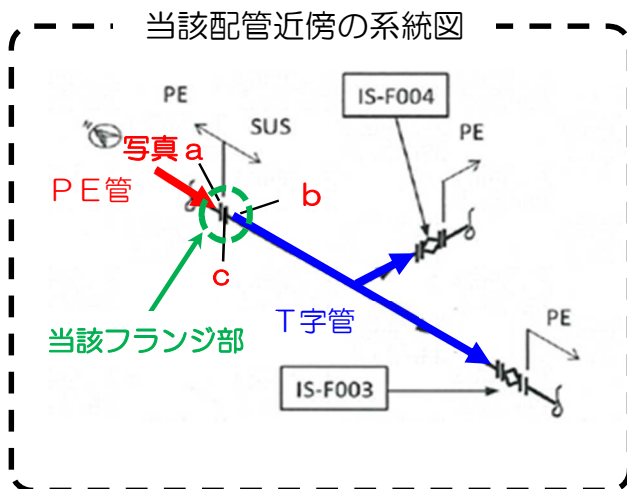 当該配管近傍の系統図
PE
IS-F004
SUS
PE
N
写真a
PE管
b
c
T字管
当該フランジ部
PE
IS-F003